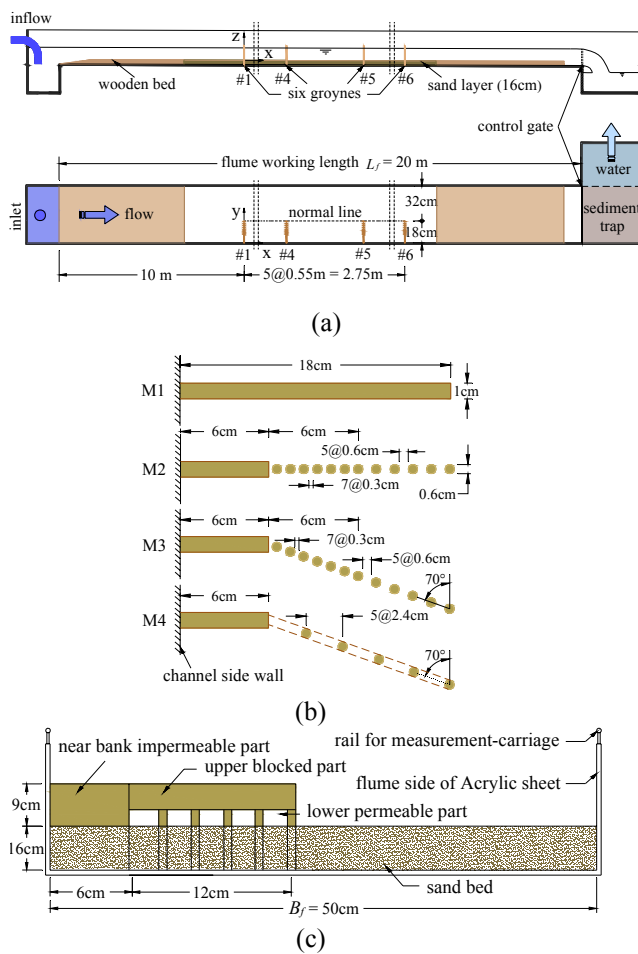 inflow
z
x
wooden bed
#1
#4
#5
#6
six groynes
sand layer (16cm)
control gate
flume working length L_f = 20 m
water
32cm
inlet
flow
y
normal line
18cm
sediment
trap
#1
x
#4
#5
#6
10 m
5@0.55m = 2.75m
(a)
18cm
M1
1cm
6cm
6cm
5@0.6cm
M2
7@0.3cm
0.6cm
6cm
6cm
7@0.3cm
M3
5@0.6cm
70°
6cm
M4
5@2.4cm
70°
channel side wall
(b)
near bank impermeable part
rail for measurement-carriage
upper blocked part
flume side of Acrylic sheet
9cm
lower permeable part
16cm
6cm
12cm
sand bed
B_f = 50cm
(c)